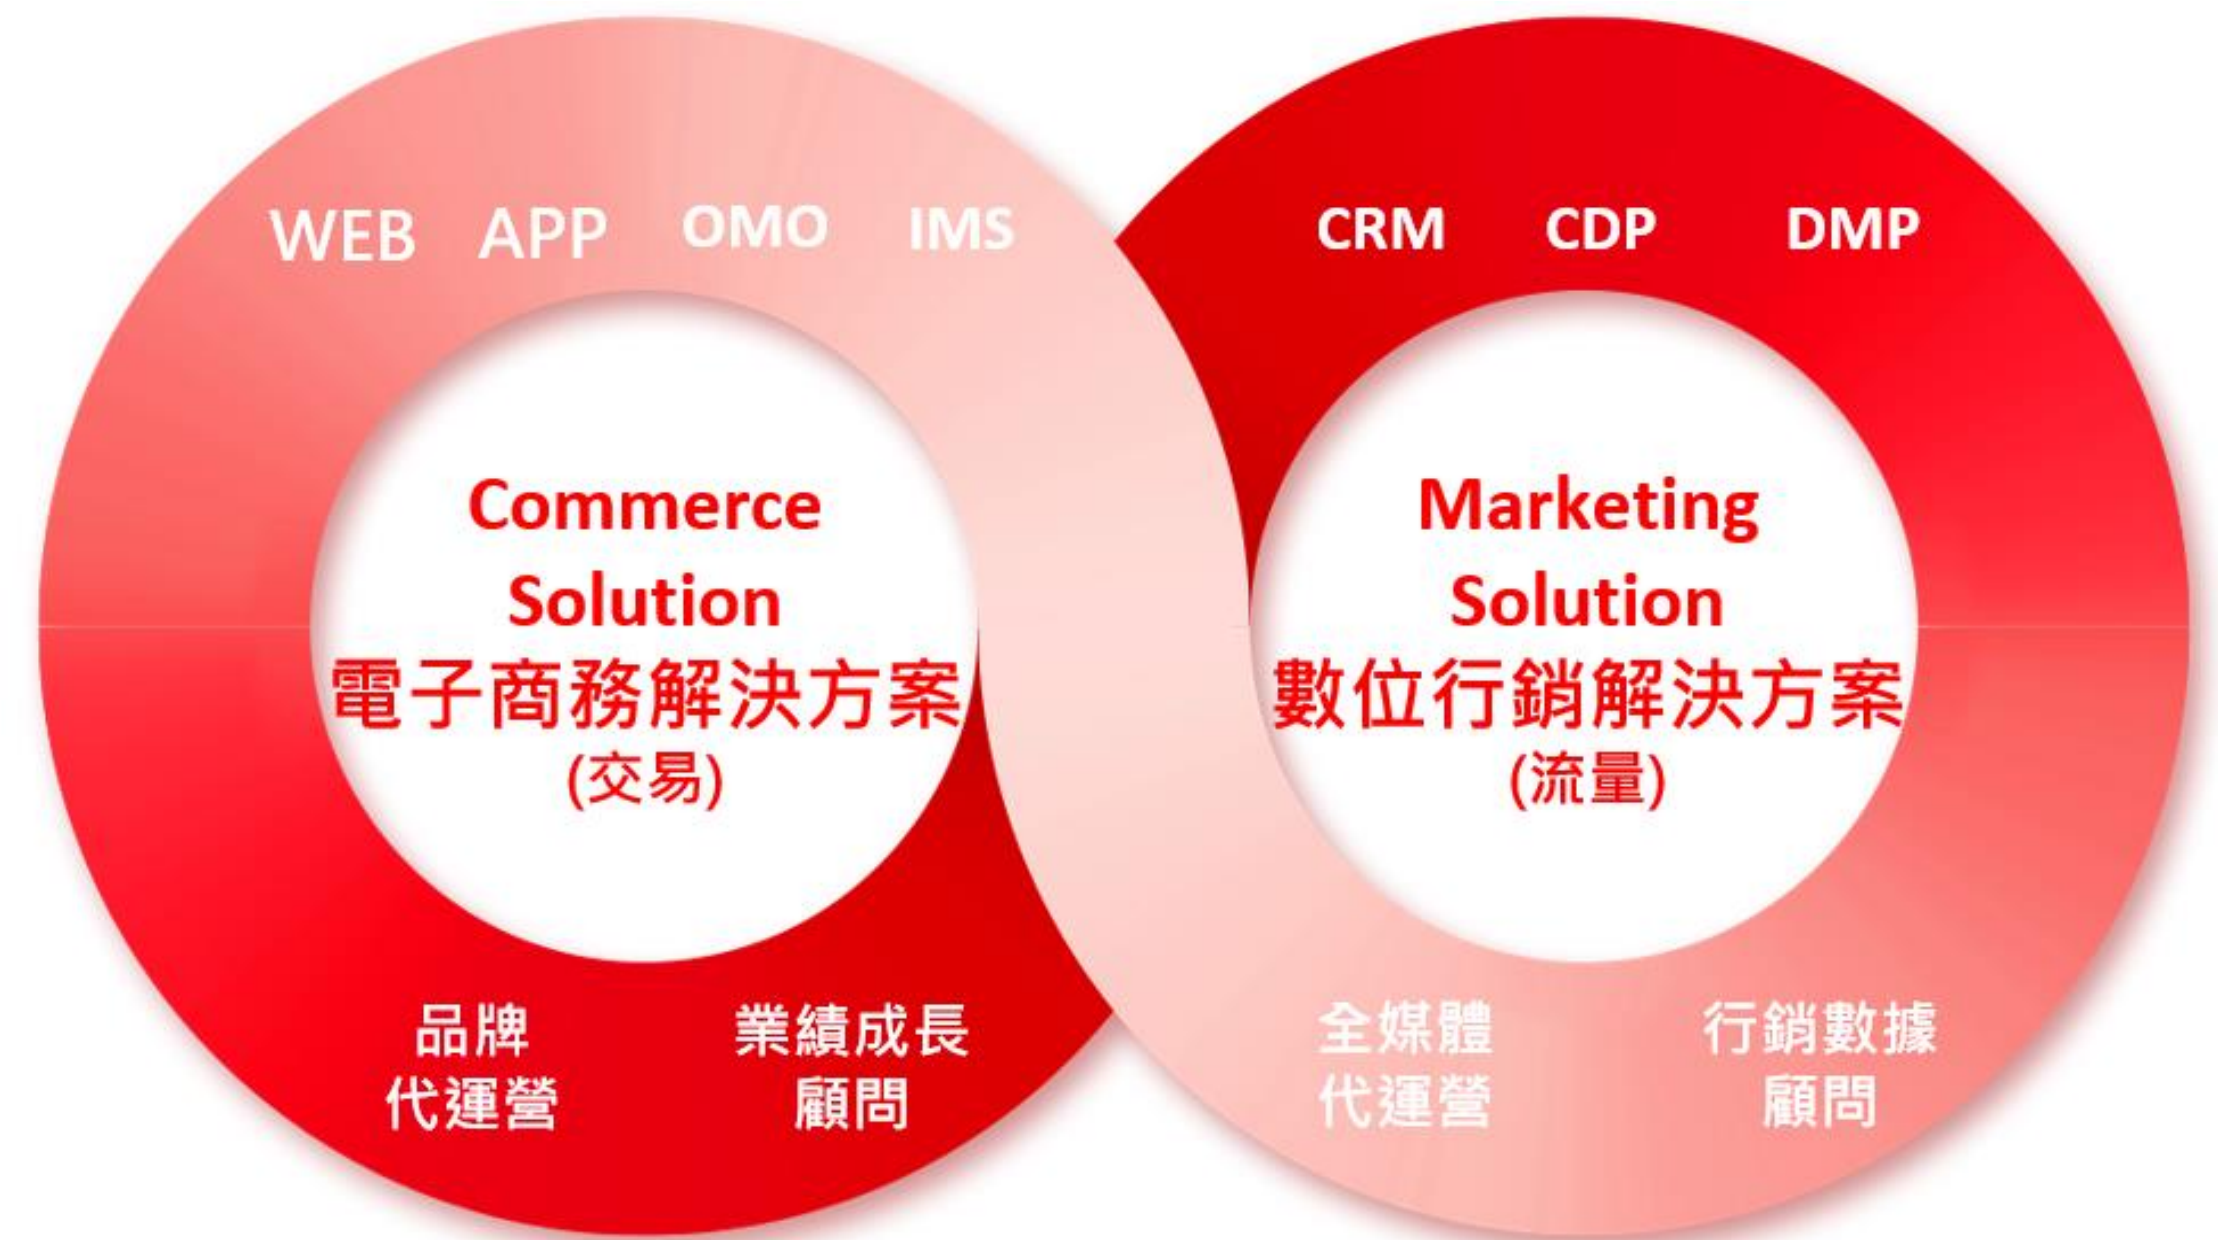 WEB APP OMO IMS
CRM CDP DMP
Commerce
Solution
電子商務解決方案
(交易)
Marketing
Solution
數位行銷解決方案
(流量)
品牌
代運營
業績成長
顧問
全媒體
代運營
行銷數據
顧問